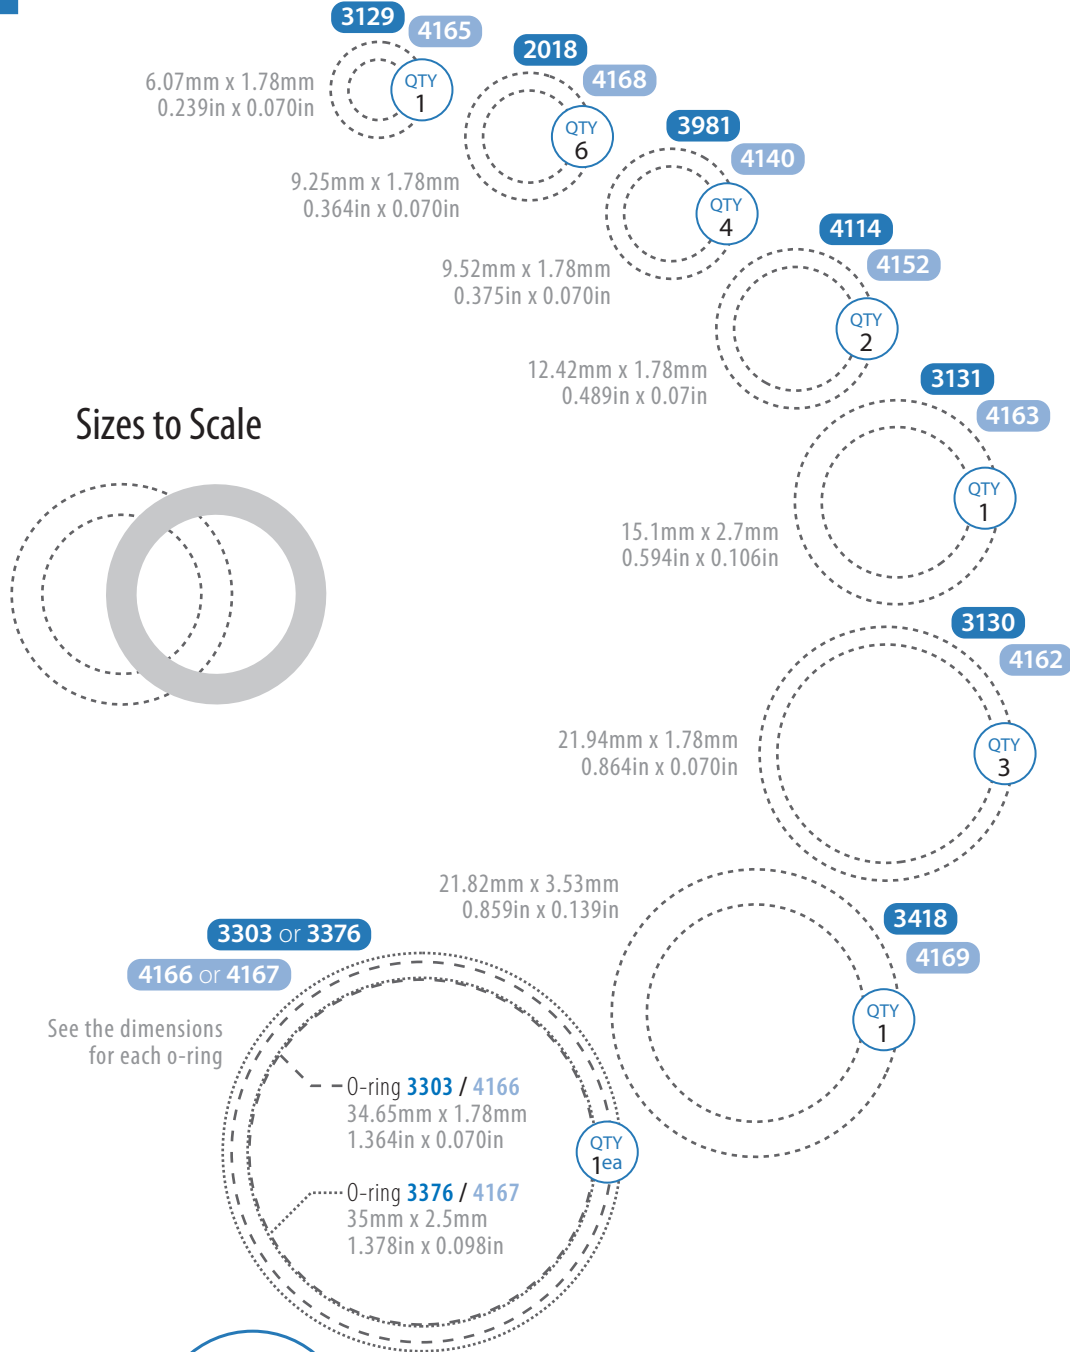 3129
4165
6.07mm x 1.78mm
0.239in x 0.070in
QTY
1
2018
4168
9.25mm x 1.78mm
0.364in x 0.070in
QTY
6
3981
4140
9.52mm x 1.78mm
0.375in x 0.070in
QTY
4
4114
4152
12.42mm x 1.78mm
0.489in x 0.07in
QTY
2
3131
4163
15.1mm x 2.7mm
0.594in x 0.106in
QTY
1
Sizes to Scale
3130
4162
21.94mm x 1.78mm
0.864in x 0.070in
QTY
3
21.82mm x 3.53mm
0.859in x 0.139in
3418
4169
QTY
1
3303 or 3376
4166 or 4167
See the dimensions
for each o-ring
O-ring 3303 / 4166
34.65mm x 1.78mm
1.364in x 0.070in
O-ring 3376 / 4167
35mm x 2.5mm
1.378in x 0.098in
QTY
1ea